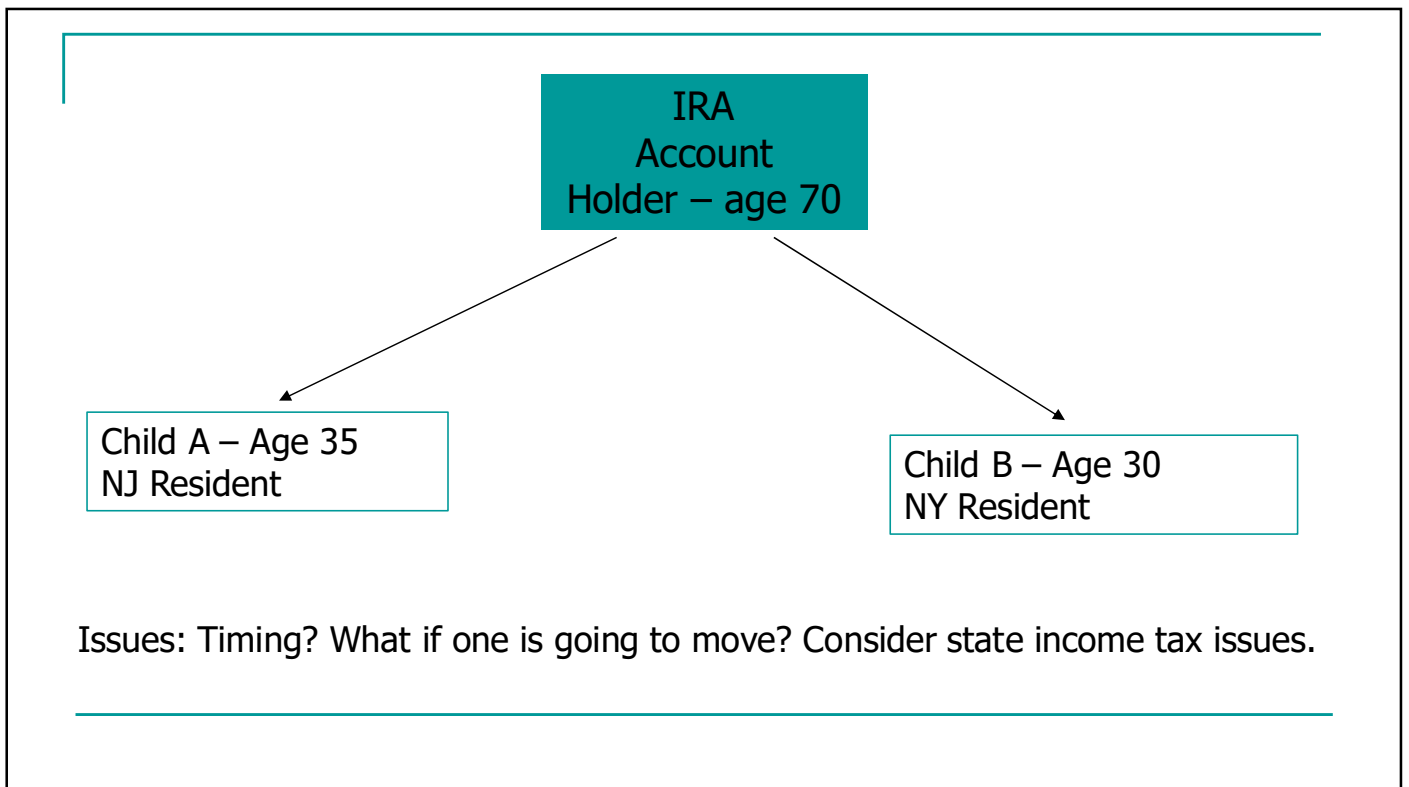 IRA
Account
Holder – age 70
Child A – Age 35
NJ Resident
Child B – Age 30
NY Resident
Issues: Timing? What if one is going to move? Consider state income tax issues.